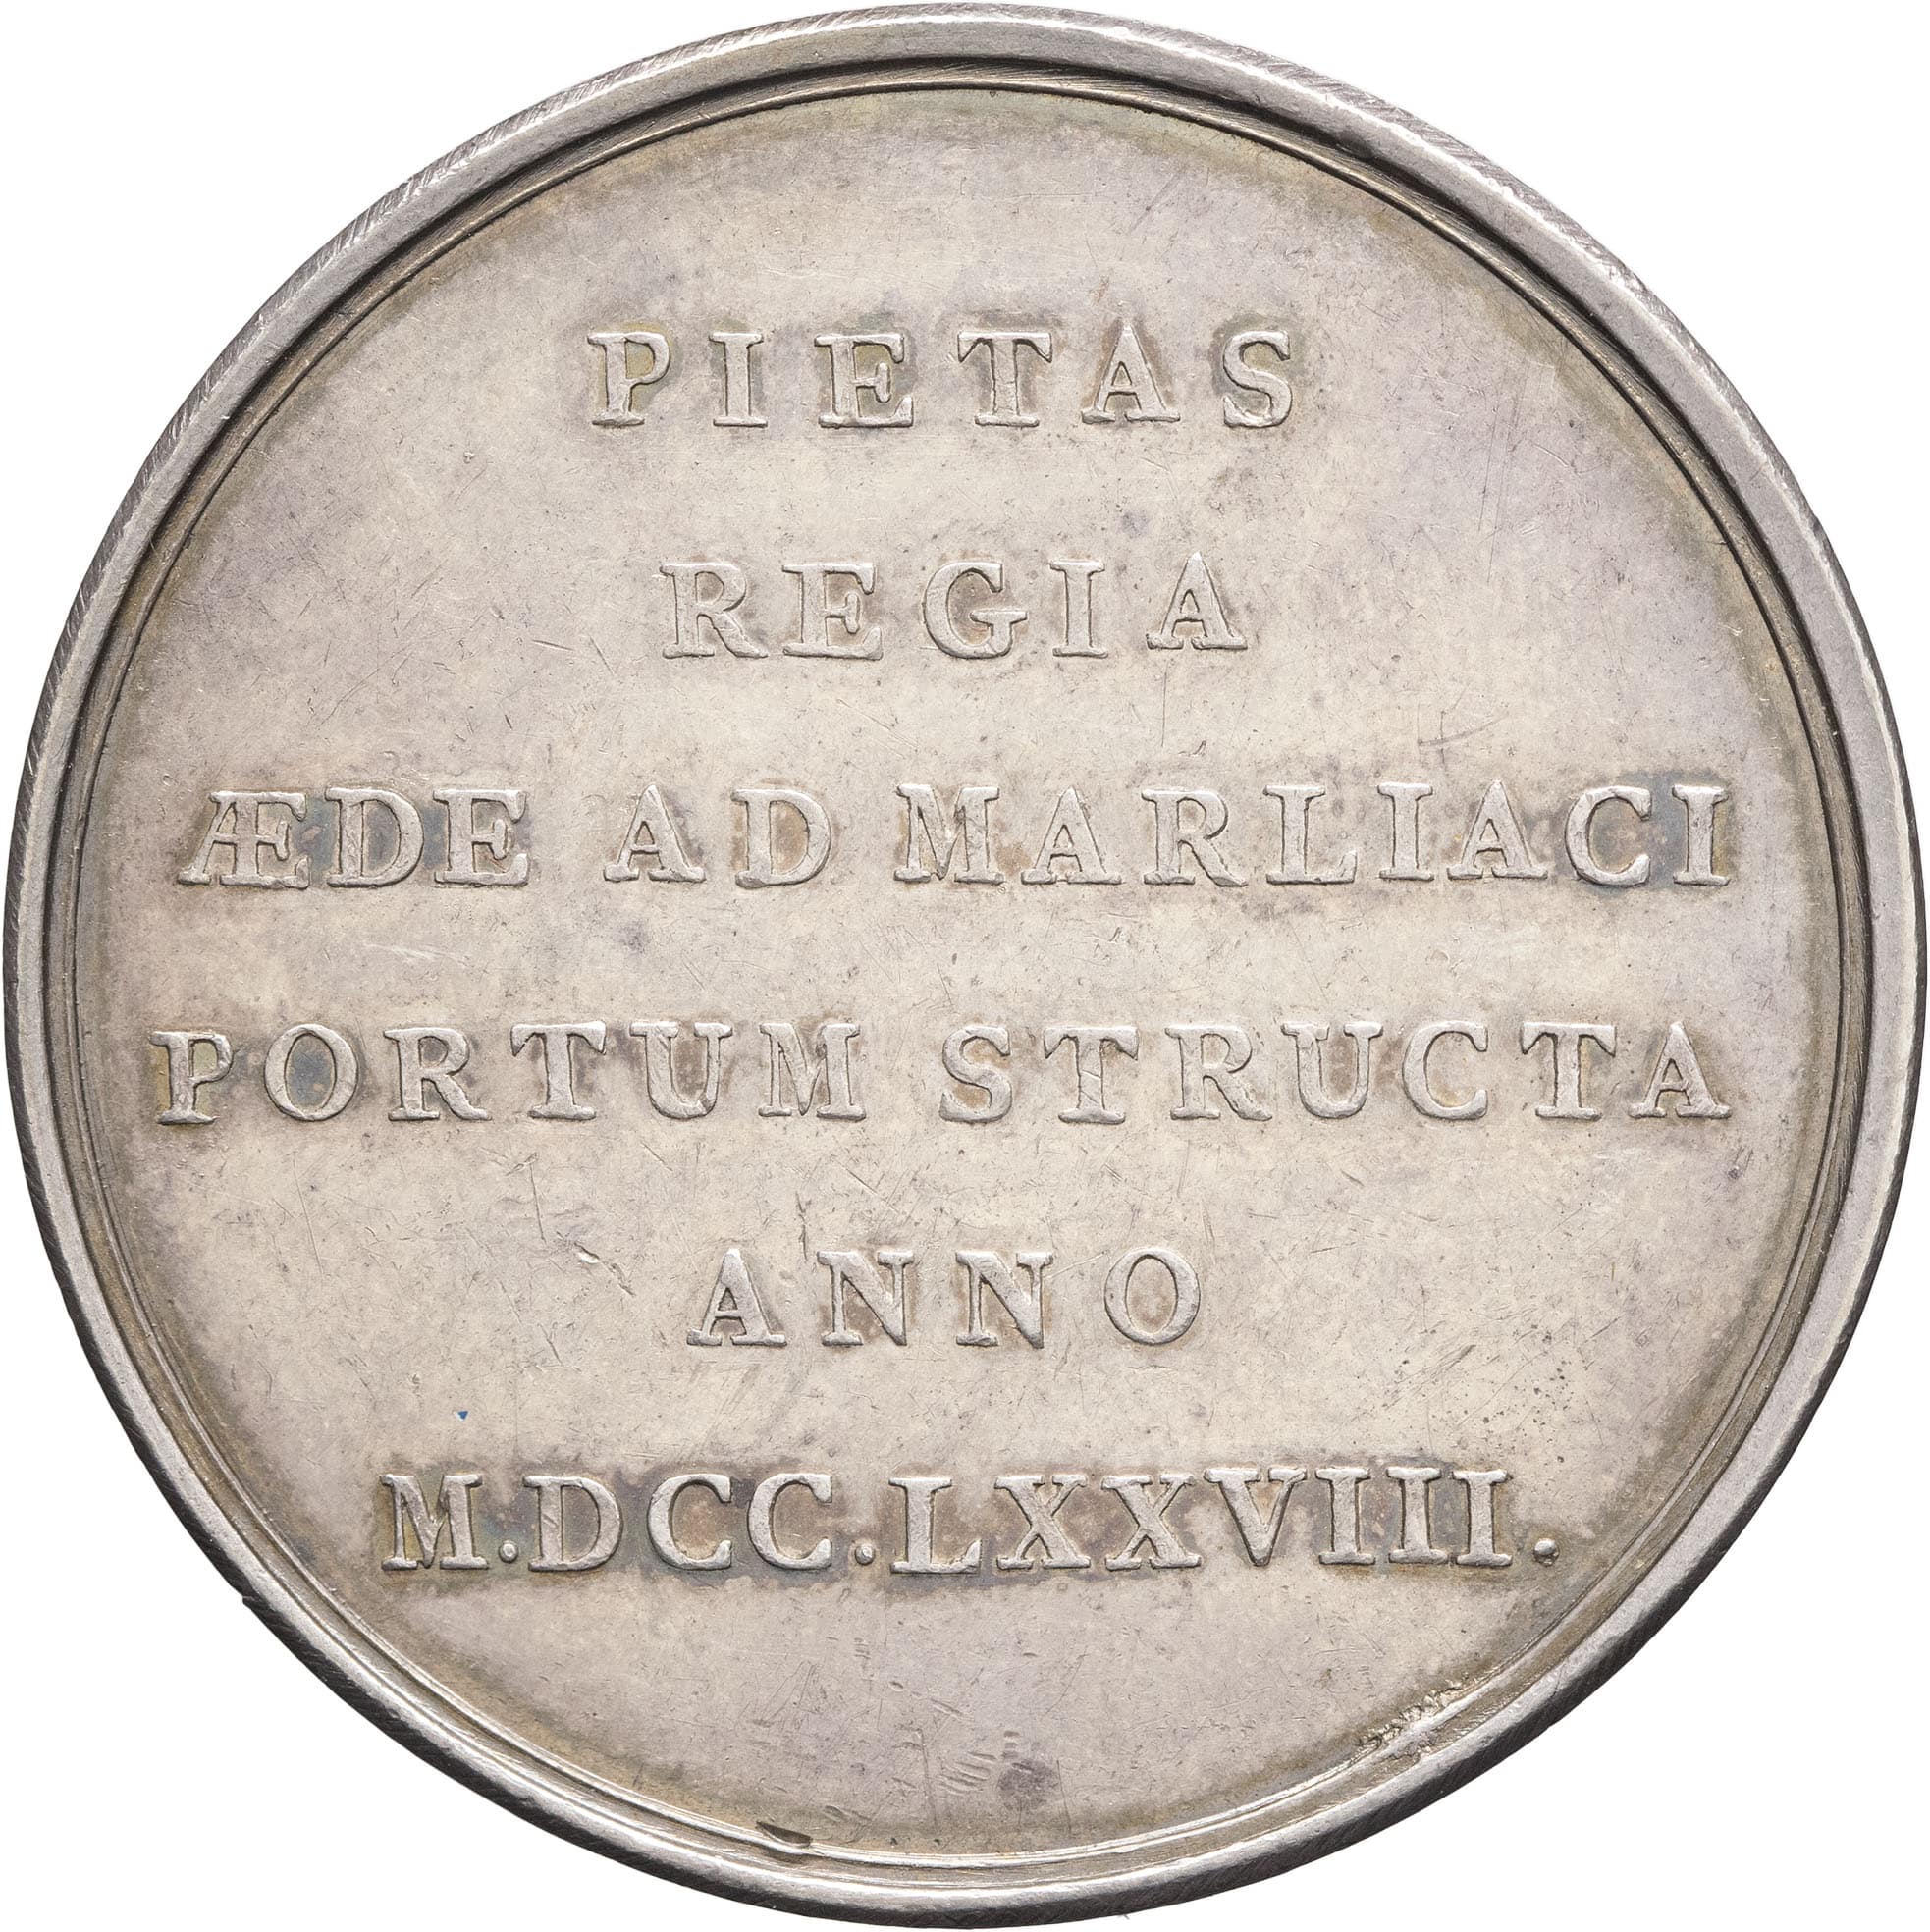 PIETAS
REGIA
ÆDE AD MARLIACI
PORTUM STRUCTA
ANNO
M.DCC.LXXVIII.